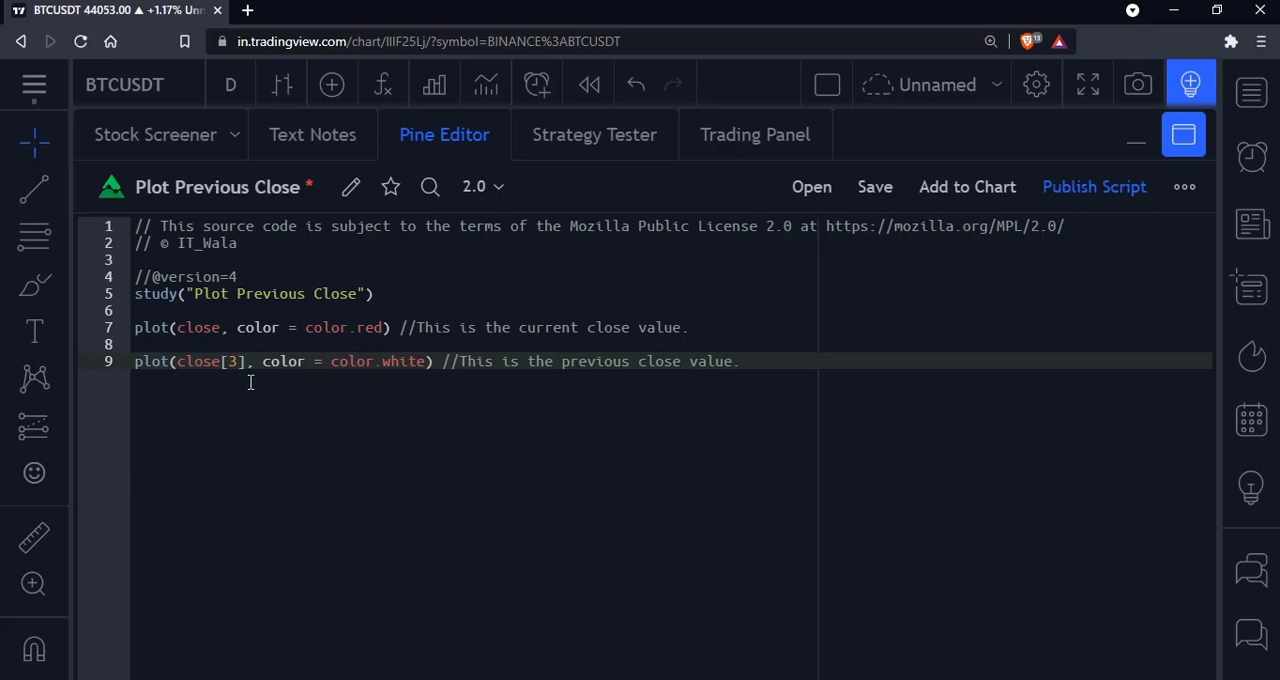 BTCUSDT 44053.00 ▲ +1.17% Unn
in.tradingview.com/chart/IIIF25Lj/?symbol=BINANCE%3ABTCUSDT
13
BTCUSDT
D
Unnamed
Stock Screener
Text Notes
Pine Editor
Strategy Tester
Trading Panel
Plot Previous Close *
2.0
Open
Save
Add to Chart
Publish Script
1 // This source code is subject to the terms of the Mozilla Public License 2.0 at https://mozilla.org/MPL/2.0/
2 // © IT_Wala
3
4 //@version=4
5 study("Plot Previous Close")
6
7 plot(close, color = color.red) //This is the current close value.
8
9 plot(close[3], color = color.white) //This is the previous close value.